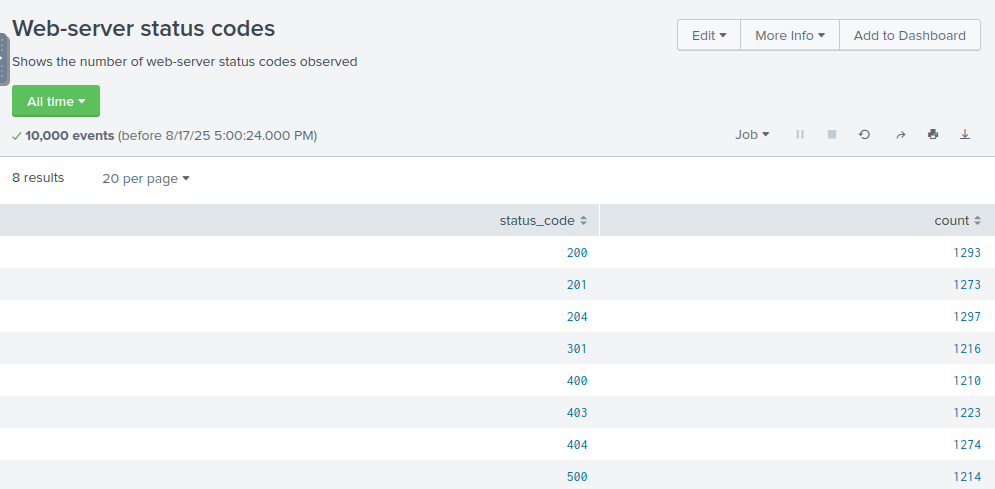 Web-server status codes
Edit More Info Add to Dashboard
Shows the number of web-server status codes observed
All time
10,000 events (before 8/17/25 5:00:24.000 PM)
Job
8 results 20 per page
status_code count
200 1293
201 1273
204 1297
301 1216
400 1210
403 1223
404 1274
500 1214